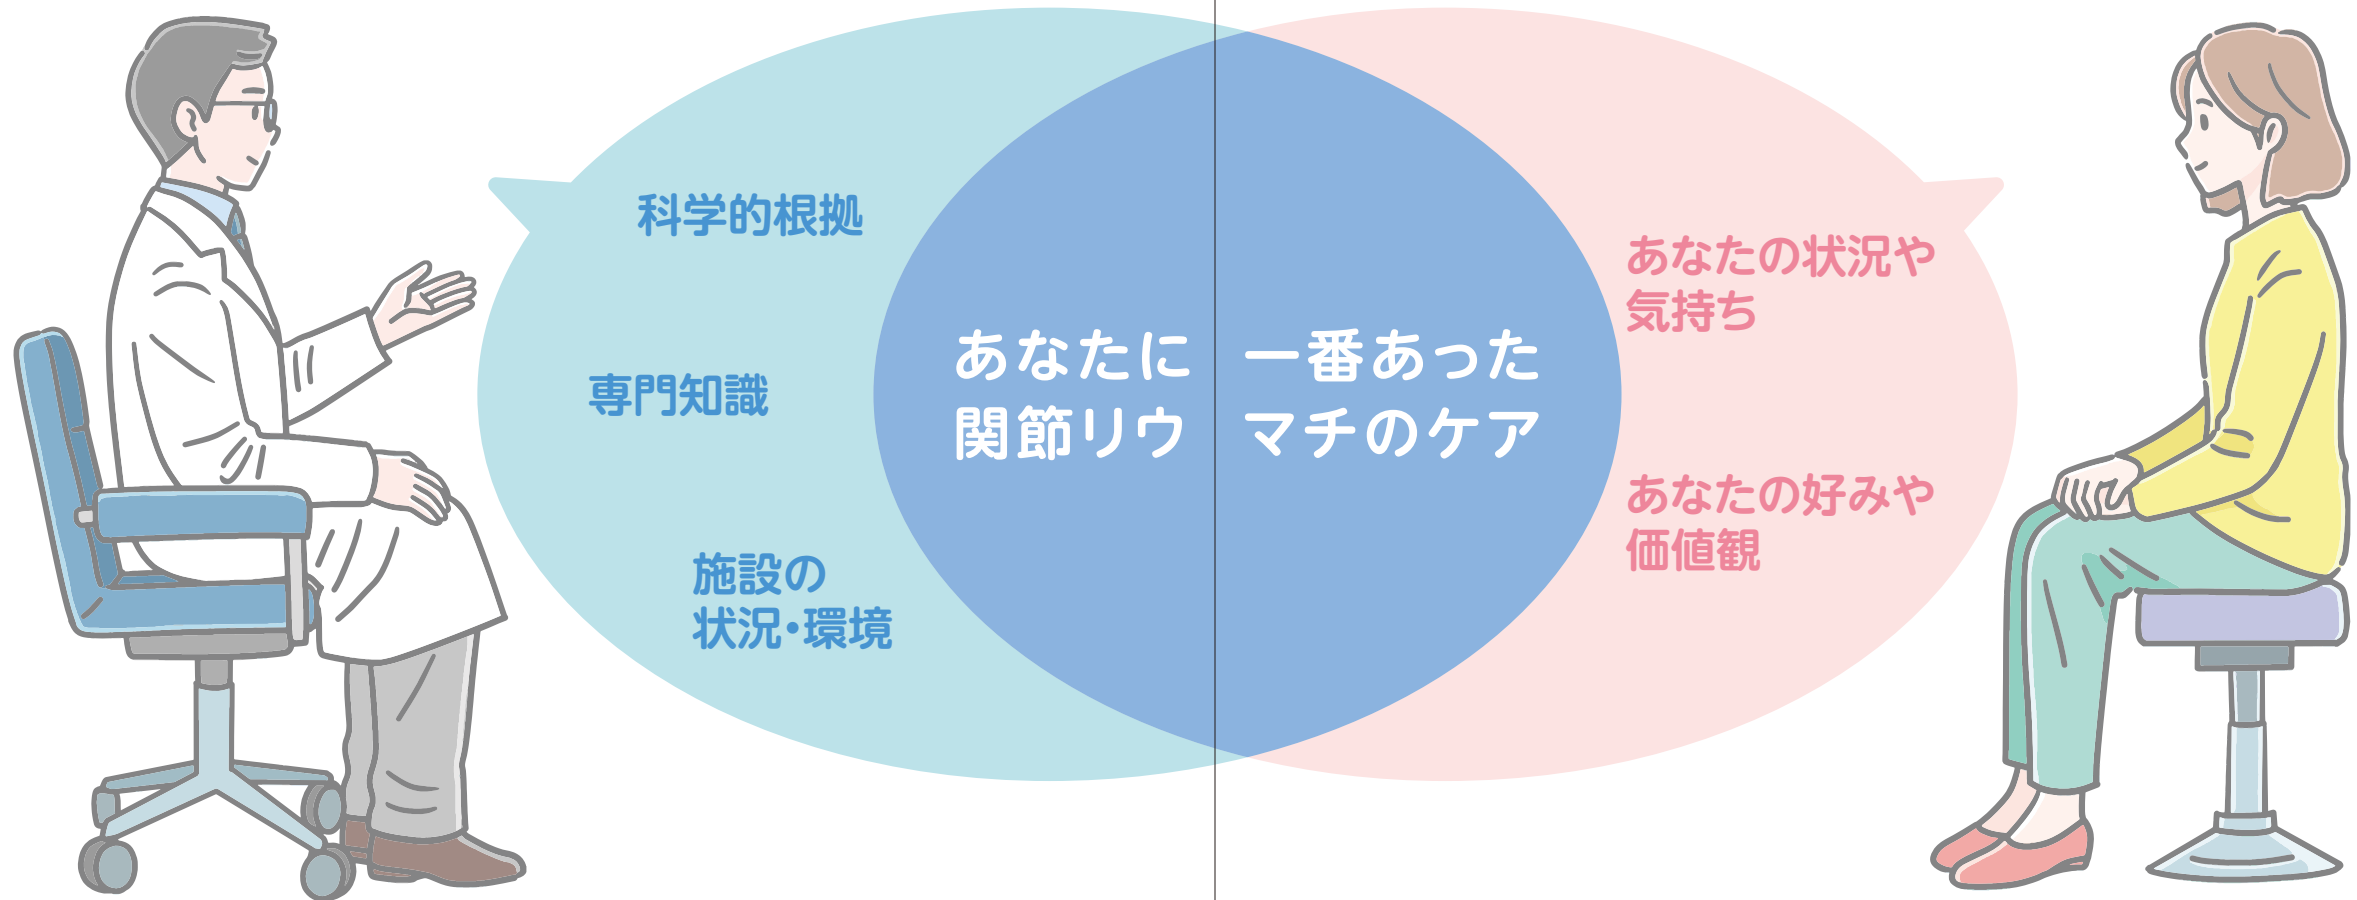 科学的根拠
専門知識
施設の
状況・環境
あなたに一番あった
関節リウマチのケア
あなたの状況や
気持ち
あなたの好みや
価値観